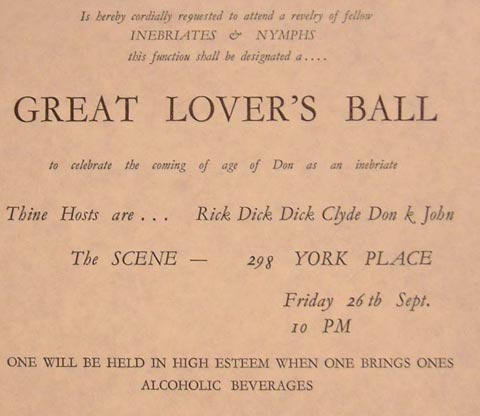 Is hereby cordially requested to attend a revelry of fellow
INEBRIATES & NYMPHS
this function shall be designated a....
GREAT LOVER'S BALL
to celebrate the coming of age of Don as an inebriate
Thine Hosts are... Rick Dick Dick Clyde Don & John
The SCENE — 298 YORK PLACE
Friday 26th Sept.
10 PM
ONE WILL BE HELD IN HIGH ESTEEM WHEN ONE BRINGS ONES
ALCOHOLIC BEVERAGES